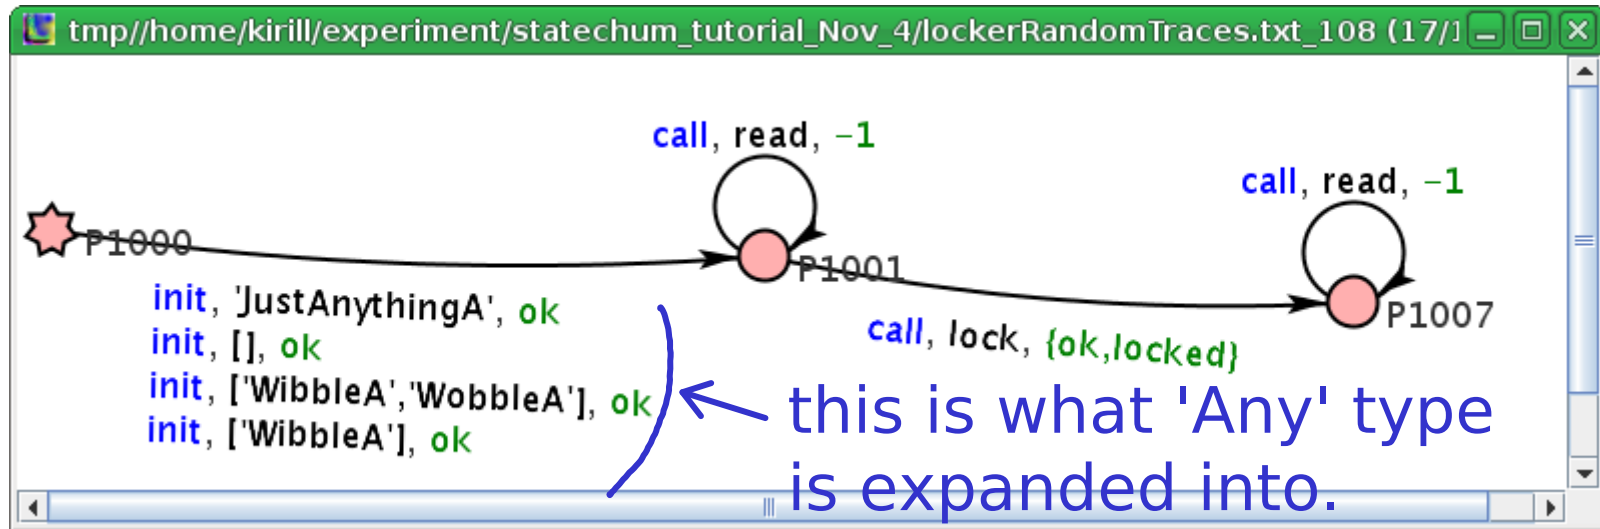 tmp//home/kirill/experiment/statechum_tutorial_Nov_4/lockerRandomTraces.txt_108 (17/1
call, read, -1
call, read, -1
P1000
P1001
P1007
init, 'JustAnythingA', ok
init, [], ok
init, ['WibbleA','WobbleA'], ok
init, ['WibbleA'], ok
call, lock, {ok,locked}
this is what 'Any' type
is expanded into.